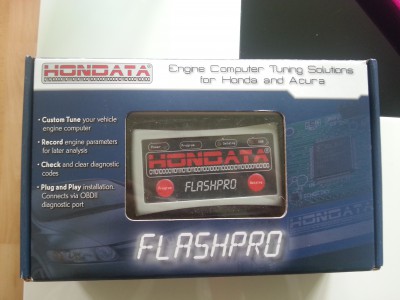 HONDATA
Engine Computer Tuning Solutions
for Honda and Acura
• Custom Tune your vehicle
engine computer
• Record engine parameters
for later analysis
• Check and clear diagnostic
codes
• Plug and Play installation.
Connects via OBDII
diagnostic port
HONDATA
FLASHPRO
HONDATA
FLASHPRO